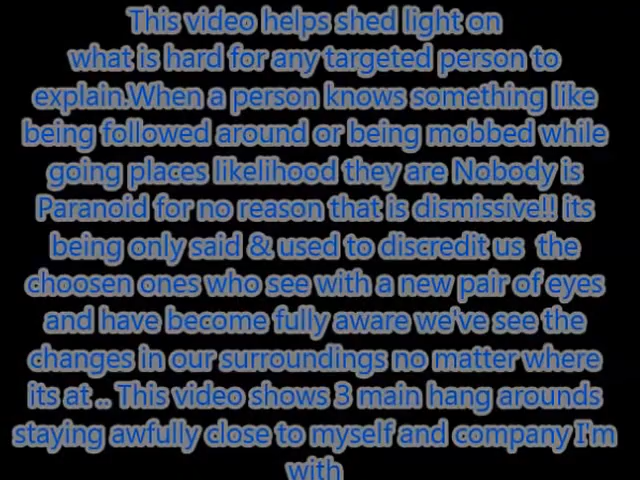 This video helps shed light on
what is hard for any targeted person to
explain.When a person knows something like
being followed around or being mobbed while
going places likelihood they are Nobody is
Paranoid for no reason that is dismissive!! its
being only said & used to discredit us  the
choosen ones who see with a new pair of eyes
and have become fully aware we've see the
changes in our surroundings no matter where
its at .. This video shows 3 main hang arounds
staying awfully close to myself and company I'm
with